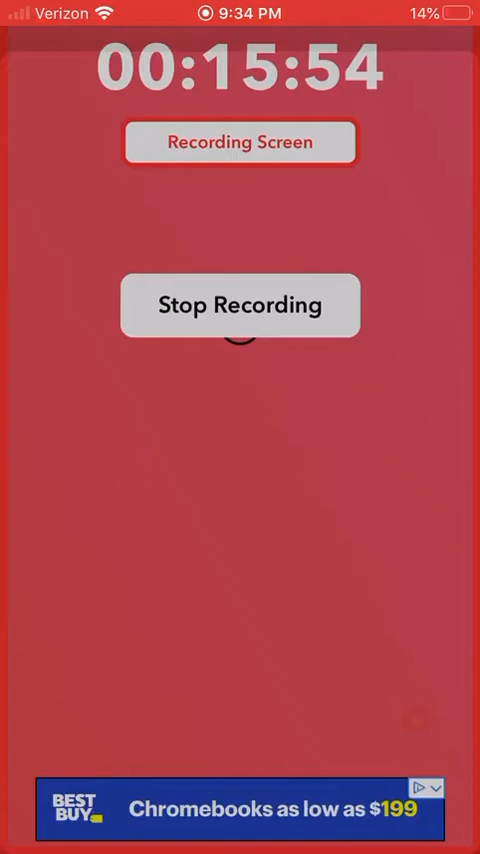 Verizon 9:34 PM 14%
00:15:54
Recording Screen
Stop Recording
BEST
BUY
Chromebooks as low as $199